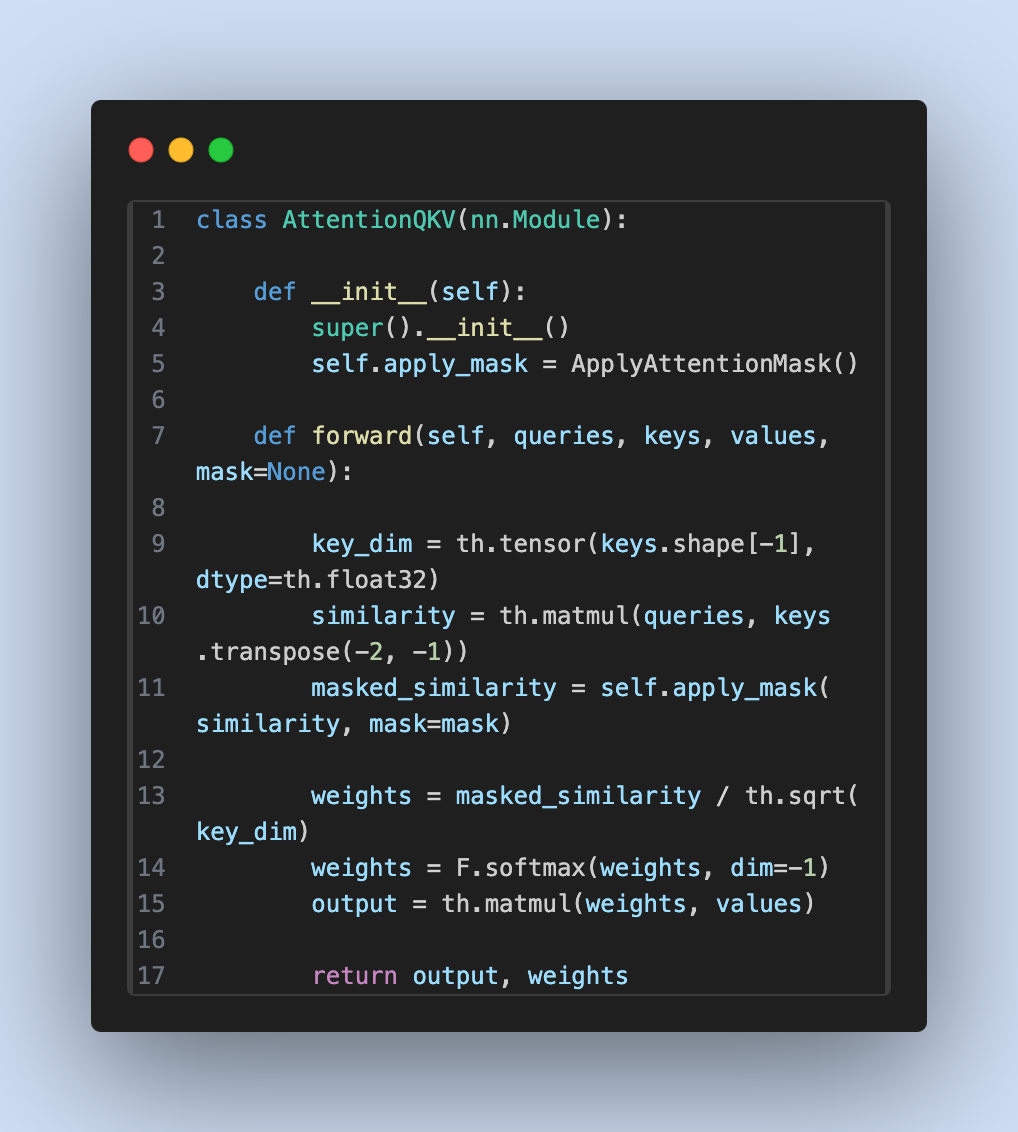 1 class AttentionQKV(nn.Module):
2
3     def __init__(self):
4         super().__init__()
5         self.apply_mask = ApplyAttentionMask()
6
7     def forward(self, queries, keys, values,
mask=None):
8
9         key_dim = th.tensor(keys.shape[-1],
dtype=th.float32)
10         similarity = th.matmul(queries, keys
.transpose(-2, -1))
11         masked_similarity = self.apply_mask(
similarity, mask=mask)
12
13         weights = masked_similarity / th.sqrt(
key_dim)
14         weights = F.softmax(weights, dim=-1)
15         output = th.matmul(weights, values)
16
17         return output, weights